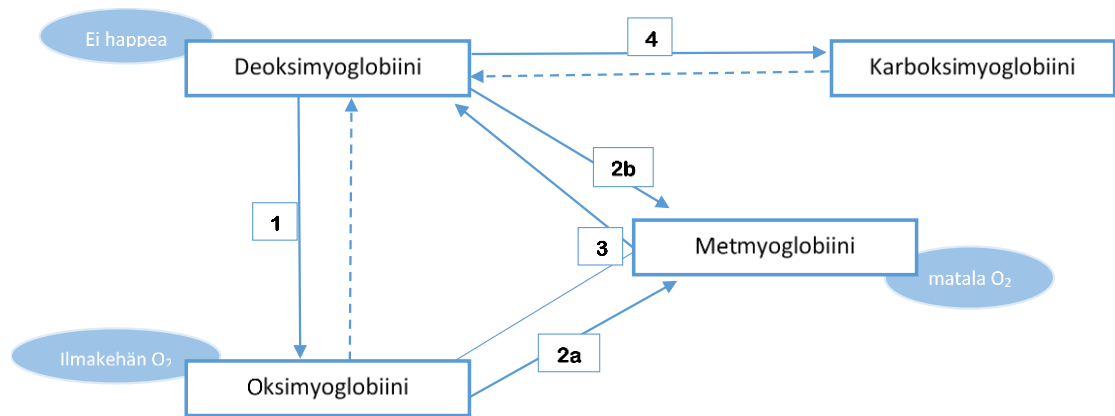 Ei happea
4
Deoksimyoglobiini
Karboksimyoglobiini
2b
1
3
Metmyoglobiini
matala O₂
2a
Ilmakehän O₂
Oksimyoglobiini